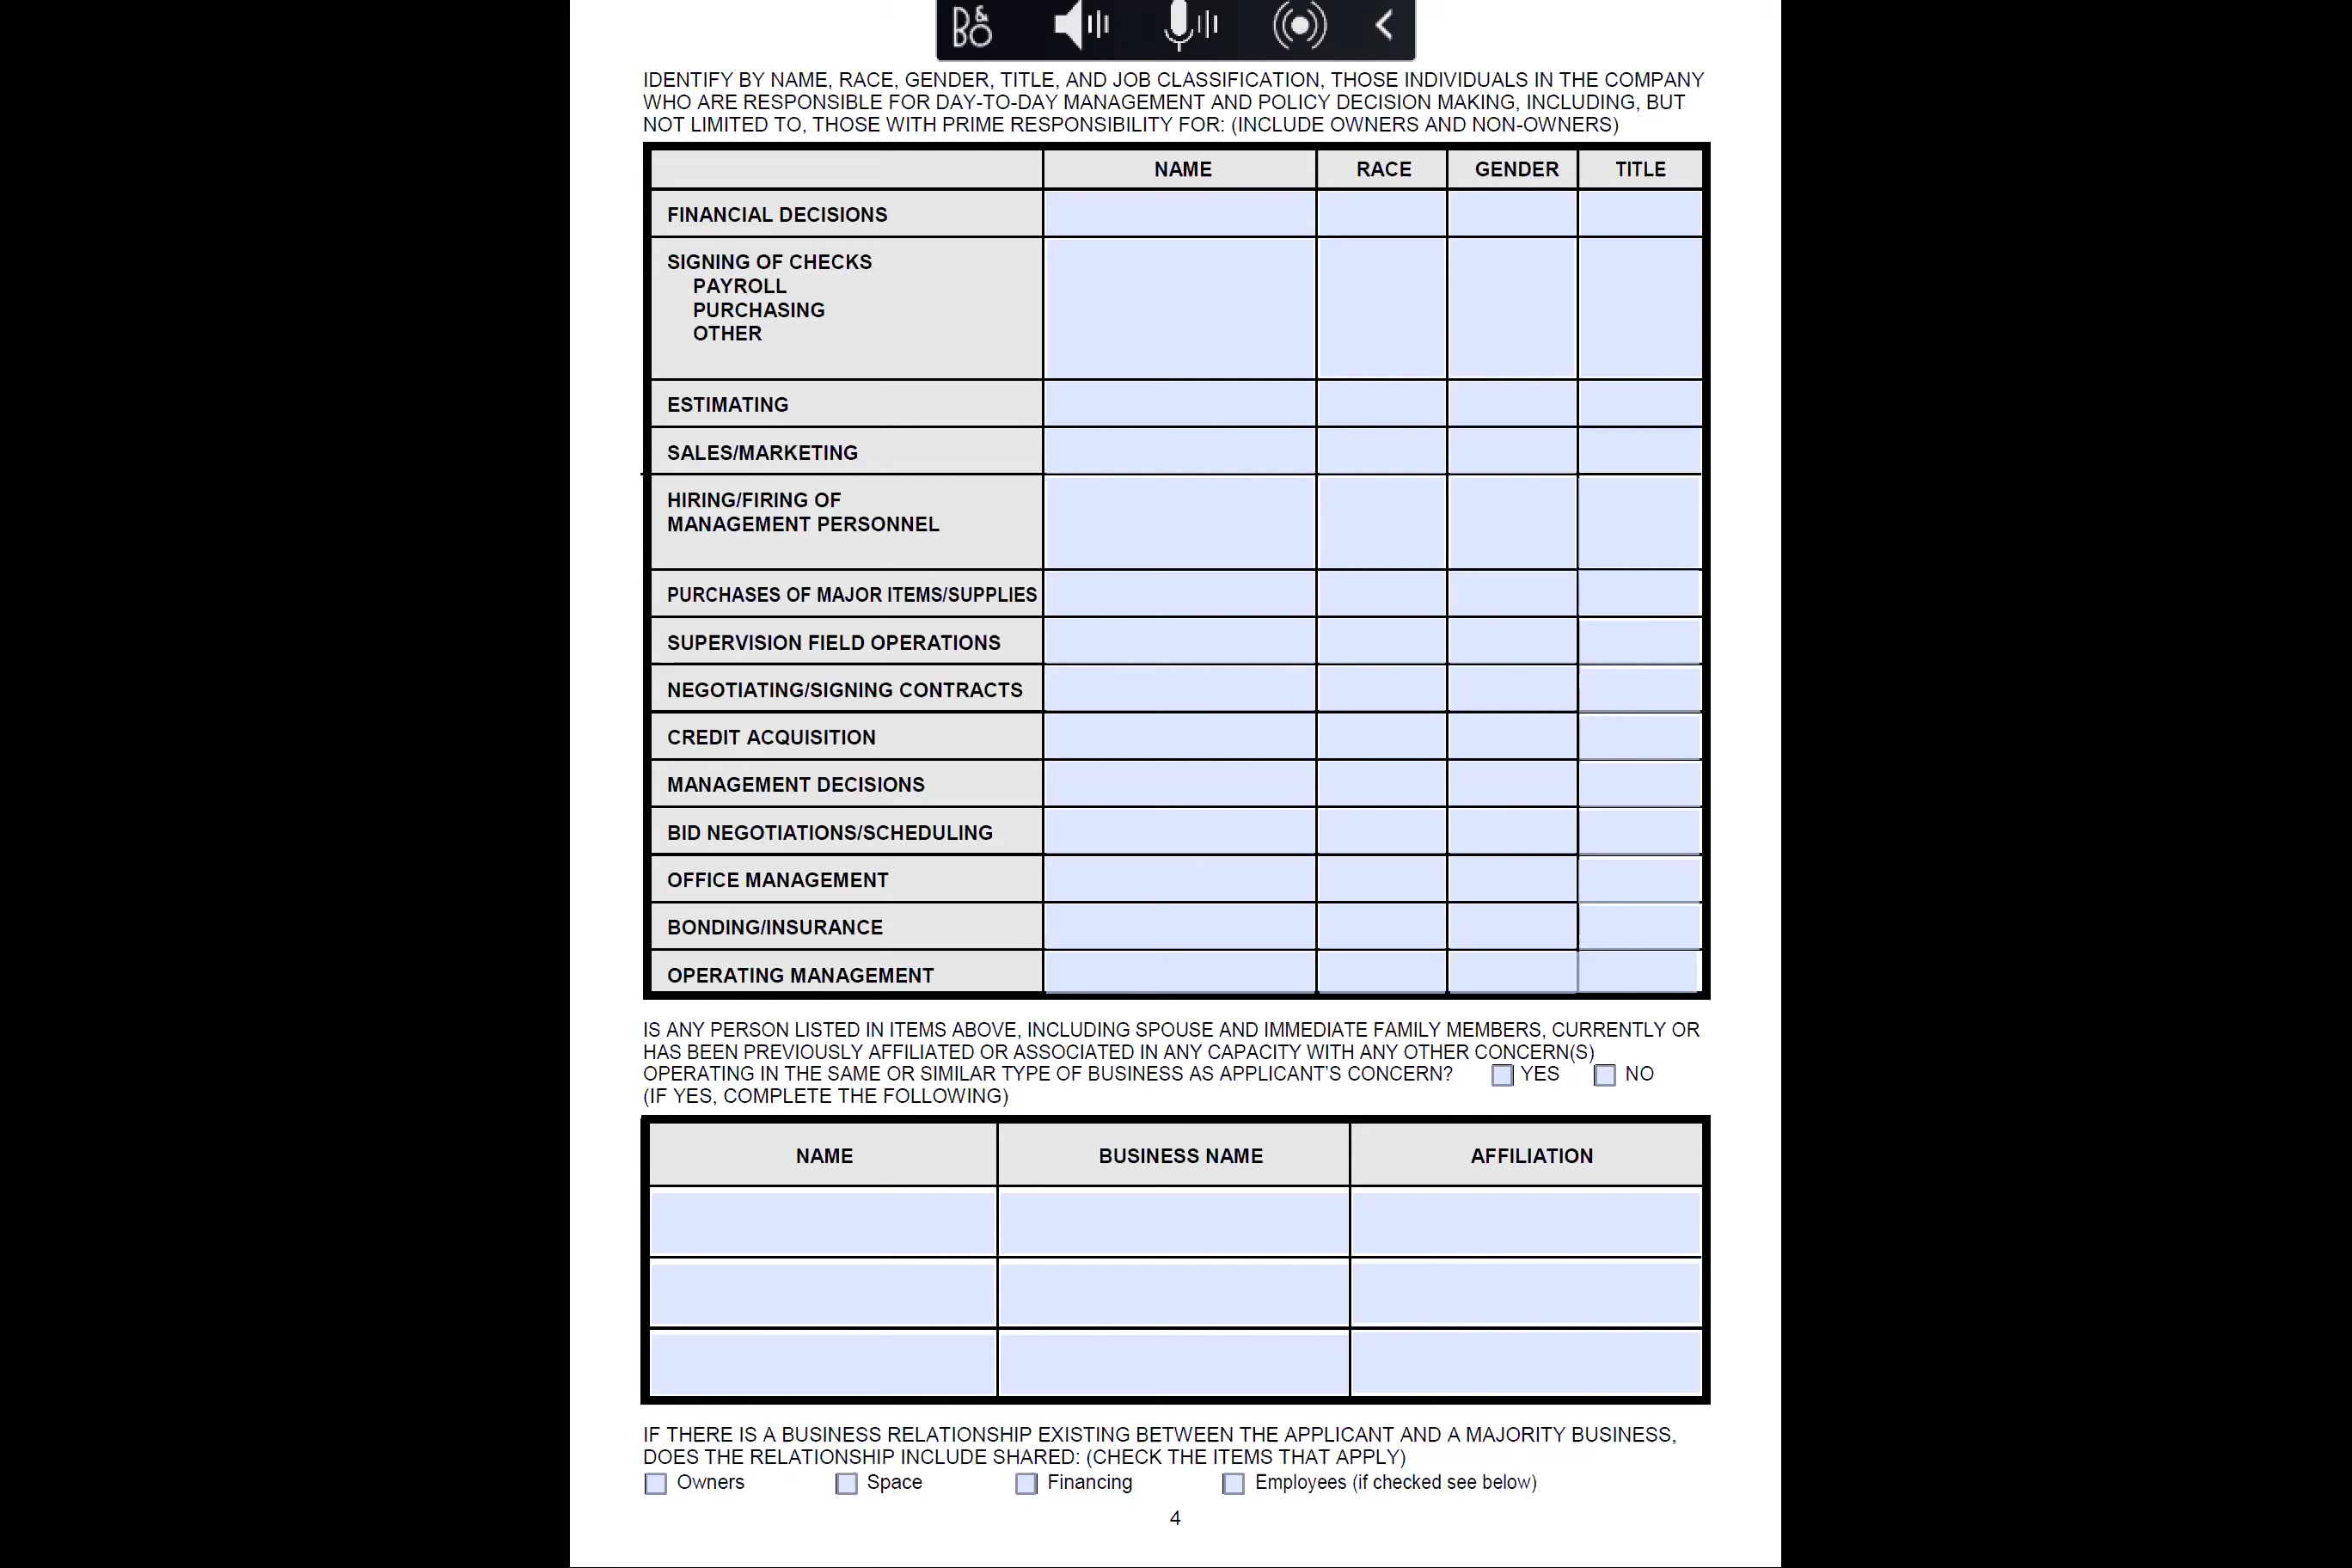 B&O
IDENTIFY BY NAME, RACE, GENDER, TITLE, AND JOB CLASSIFICATION, THOSE INDIVIDUALS IN THE COMPANY
WHO ARE RESPONSIBLE FOR DAY-TO-DAY MANAGEMENT AND POLICY DECISION MAKING, INCLUDING, BUT
NOT LIMITED TO, THOSE WITH PRIME RESPONSIBILITY FOR: (INCLUDE OWNERS AND NON-OWNERS)
NAME RACE GENDER TITLE
FINANCIAL DECISIONS
SIGNING OF CHECKS
PAYROLL
PURCHASING
OTHER
ESTIMATING
SALES/MARKETING
HIRING/FIRING OF
MANAGEMENT PERSONNEL
PURCHASES OF MAJOR ITEMS/SUPPLIES
SUPERVISION FIELD OPERATIONS
NEGOTIATING/SIGNING CONTRACTS
CREDIT ACQUISITION
MANAGEMENT DECISIONS
BID NEGOTIATIONS/SCHEDULING
OFFICE MANAGEMENT
BONDING/INSURANCE
OPERATING MANAGEMENT
IS ANY PERSON LISTED IN ITEMS ABOVE, INCLUDING SPOUSE AND IMMEDIATE FAMILY MEMBERS, CURRENTLY OR
HAS BEEN PREVIOUSLY AFFILIATED OR ASSOCIATED IN ANY CAPACITY WITH ANY OTHER CONCERN(S)
OPERATING IN THE SAME OR SIMILAR TYPE OF BUSINESS AS APPLICANT'S CONCERN? YES NO
(IF YES, COMPLETE THE FOLLOWING)
NAME BUSINESS NAME AFFILIATION
IF THERE IS A BUSINESS RELATIONSHIP EXISTING BETWEEN THE APPLICANT AND A MAJORITY BUSINESS,
DOES THE RELATIONSHIP INCLUDE SHARED: (CHECK THE ITEMS THAT APPLY)
Owners Space Financing Employees (if checked see below)
4